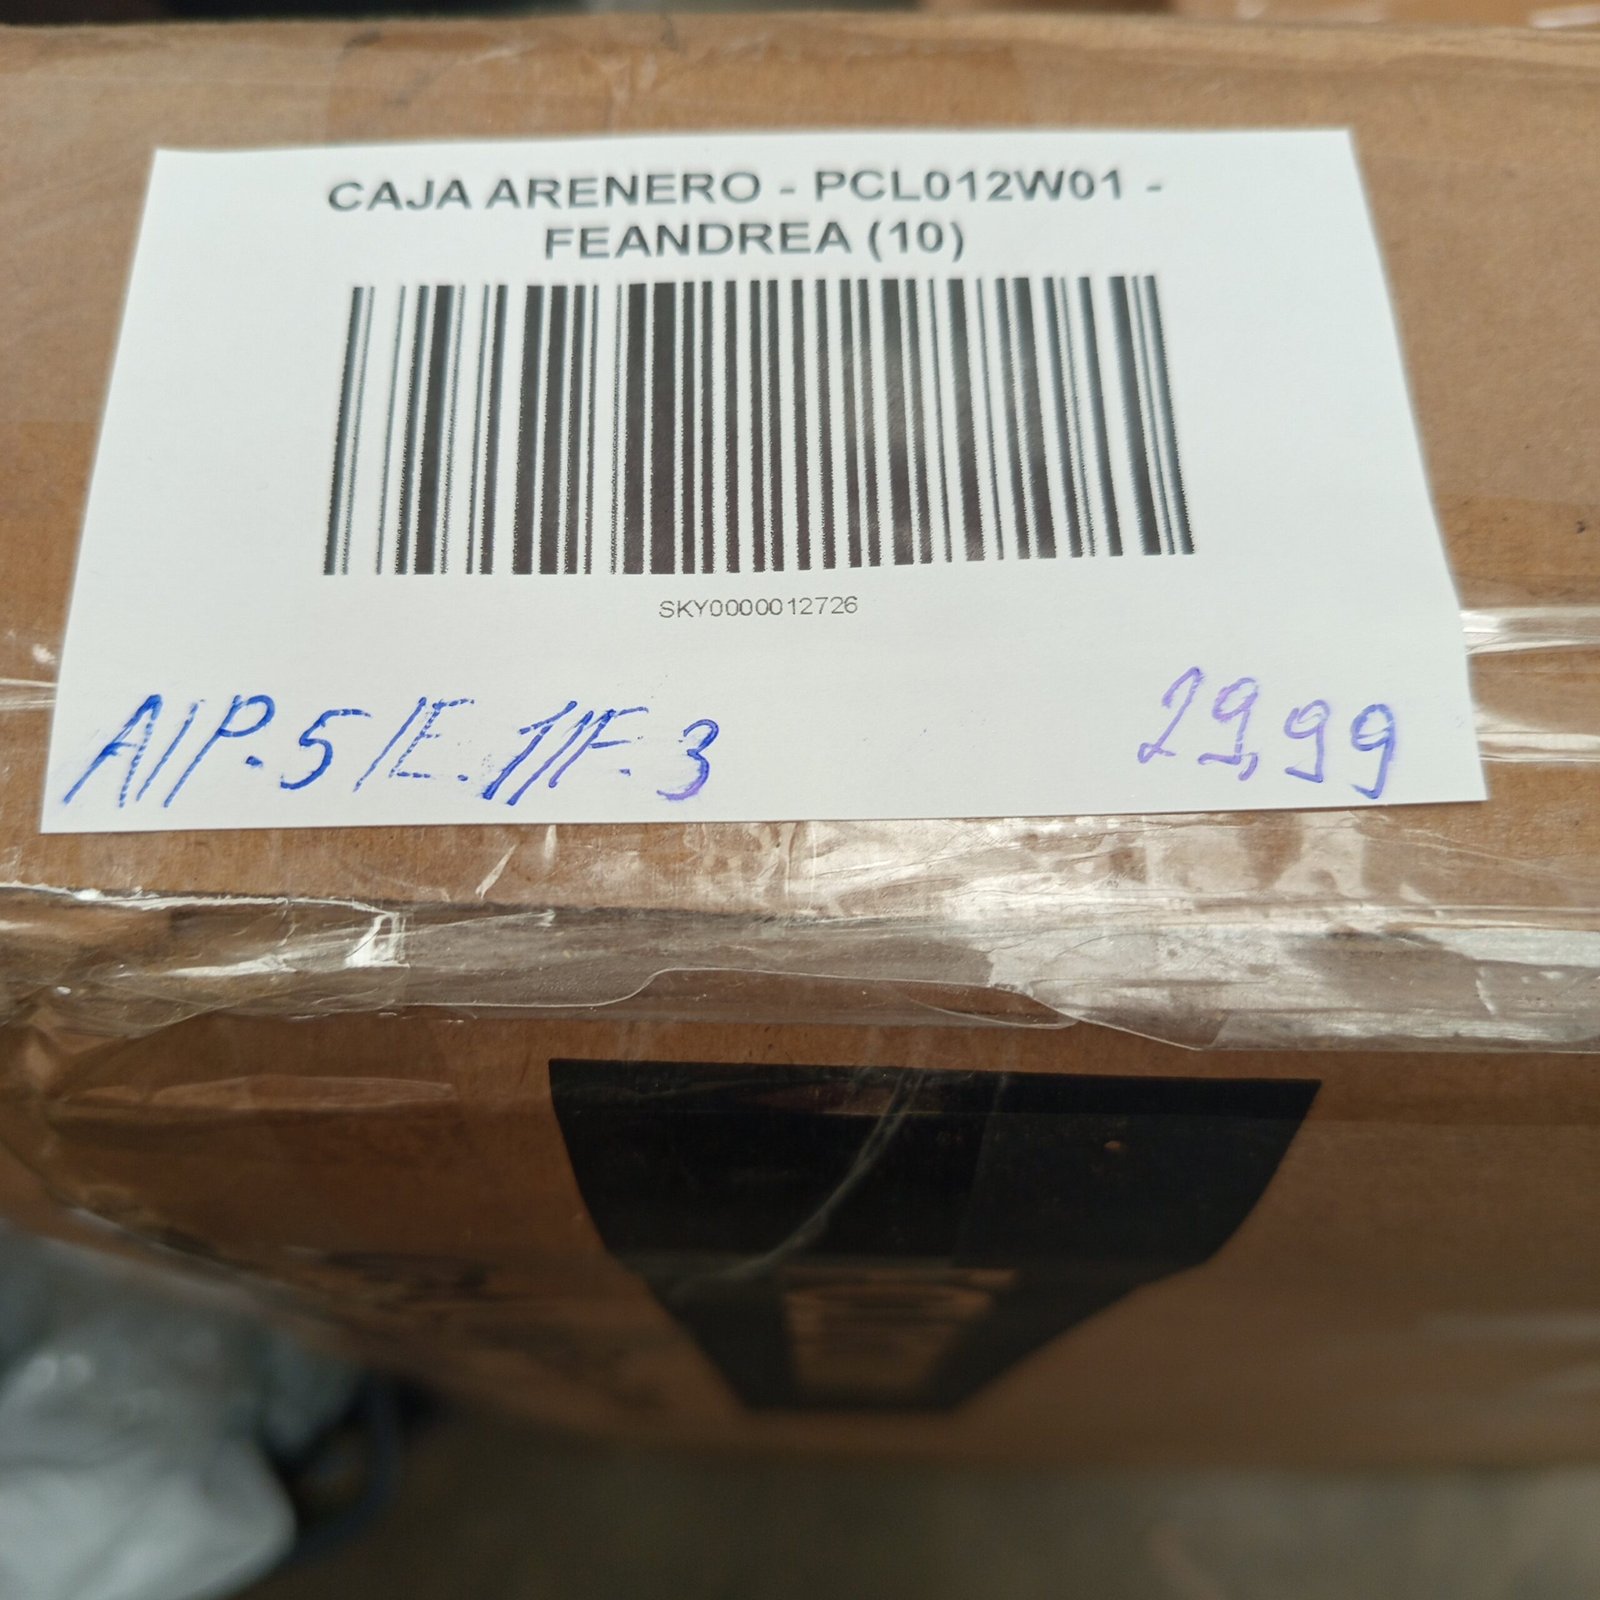 CAJA ARENERO - PCL012W01 -
FEANDREA (10)
SKY0000012726
A/P.5/E.1/F.3
29,99